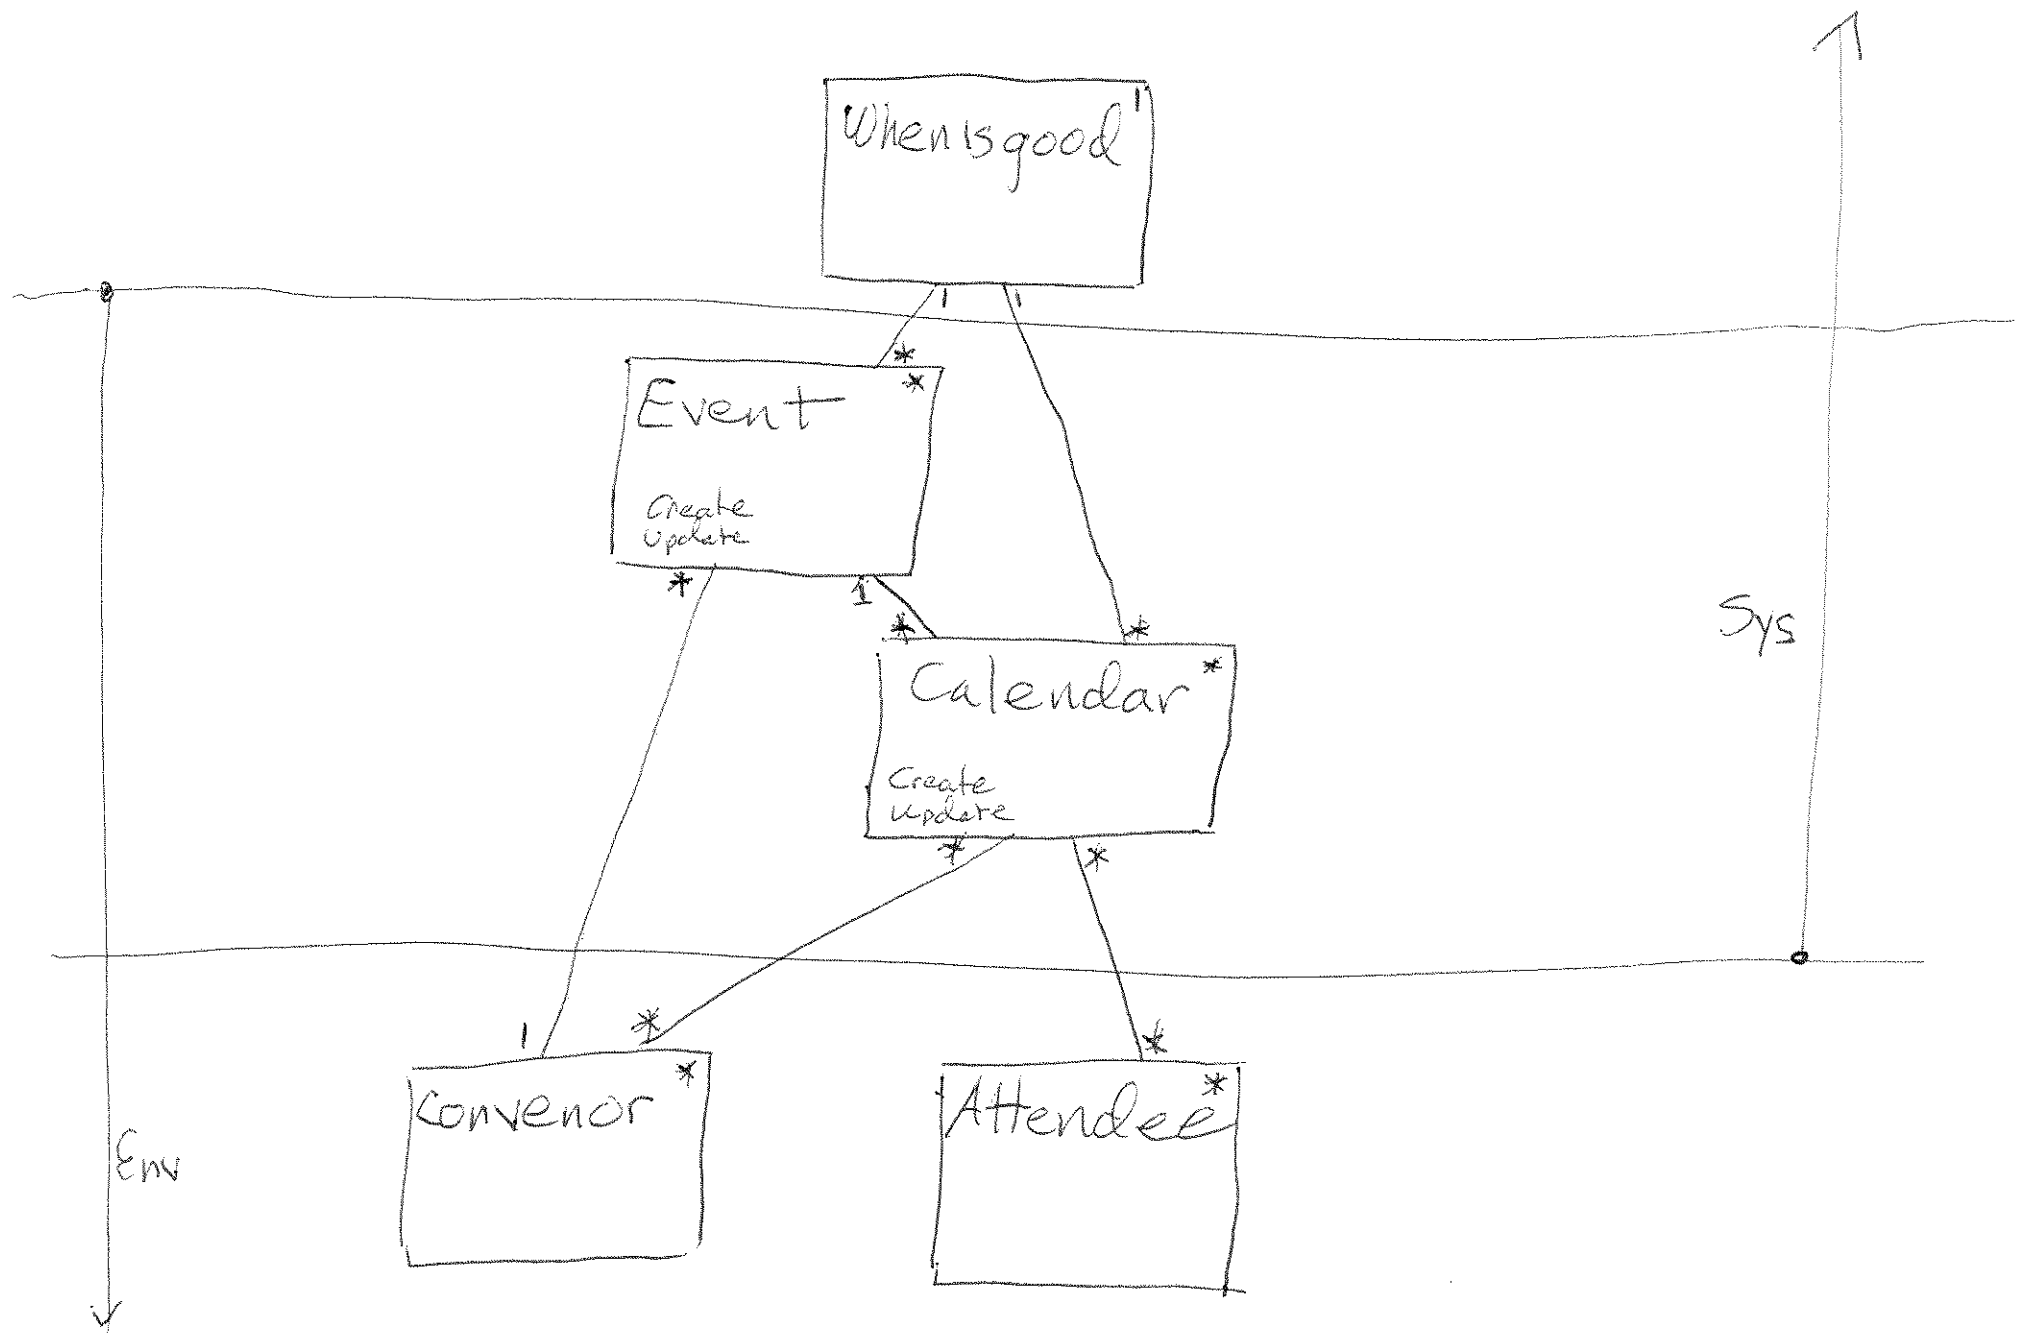 1
Whenisgood
1
1
*
*
Event
Create
Update
*
1
*
*
Sys
*
Calendar
Create
Update
*
*
1
*
*
*
*
Convenor
Attendee
Env